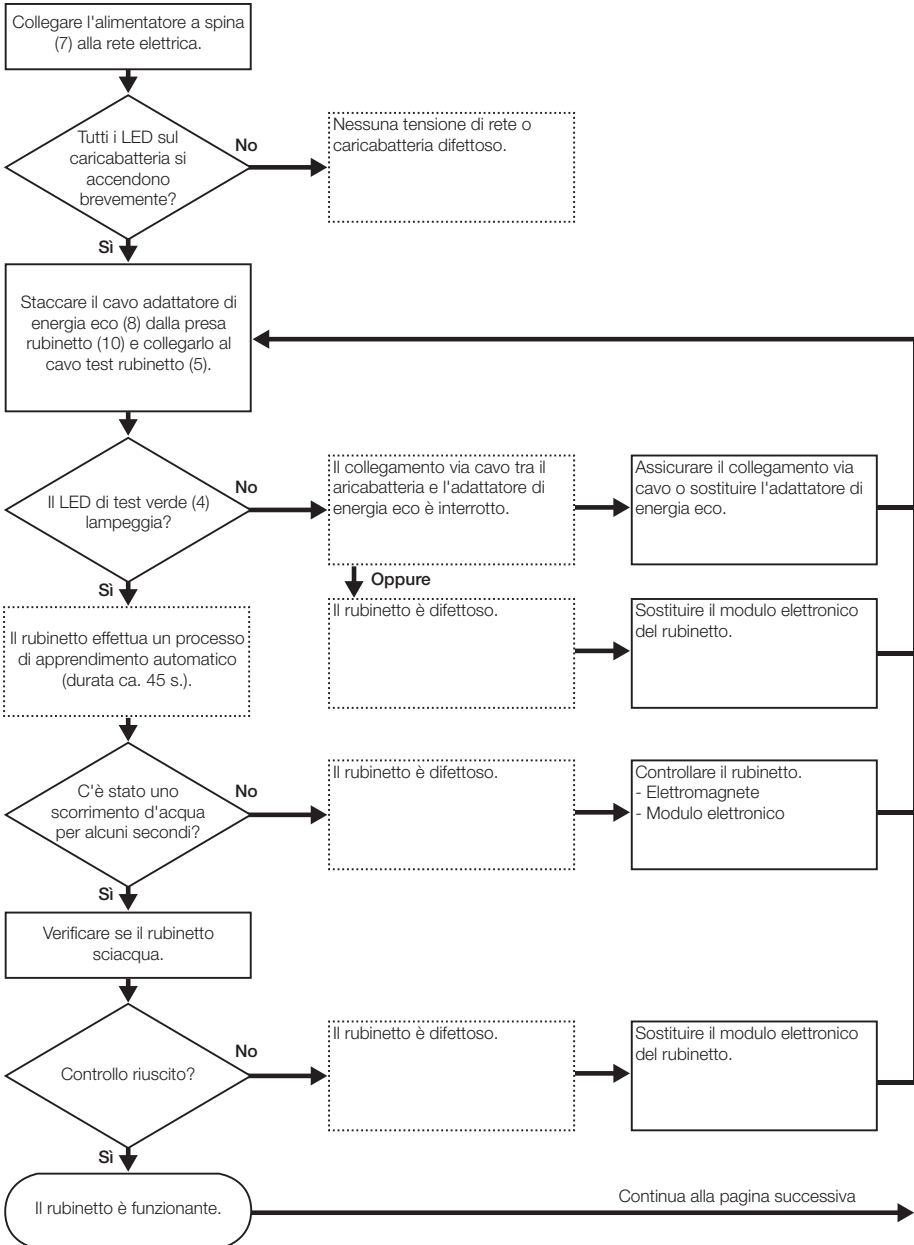 Collegare l'alimentatore a spina
(7) alla rete elettrica.
Tutti i LED sul
caricabatteria si
accendono
brevemente?
No
Nessuna tensione di rete o
caricabatteria difettoso.
Sì
Staccare il cavo adattatore di
energia eco (8) dalla presa
rubinetto (10) e collegarlo al
cavo test rubinetto (5).
Il LED di test verde (4)
lampeggia?
No
Il collegamento via cavo tra il
aricabatteria e l'adattatore di
energia eco è interrotto.
Assicurare il collegamento via
cavo o sostituire l'adattatore di
energia eco.
Oppure
Il rubinetto è difettoso.
Sostituire il modulo elettronico
del rubinetto.
Sì
Il rubinetto effettua un processo
di apprendimento automatico
(durata ca. 45 s.).
C'è stato uno
scorrimento d'acqua
per alcuni secondi?
No
Il rubinetto è difettoso.
Controllare il rubinetto.
- Elettromagnete
- Modulo elettronico
Sì
Verificare se il rubinetto
sciacqua.
Controllo riuscito?
No
Il rubinetto è difettoso.
Sostituire il modulo elettronico
del rubinetto.
Sì
Il rubinetto è funzionante.
Continua alla pagina successiva